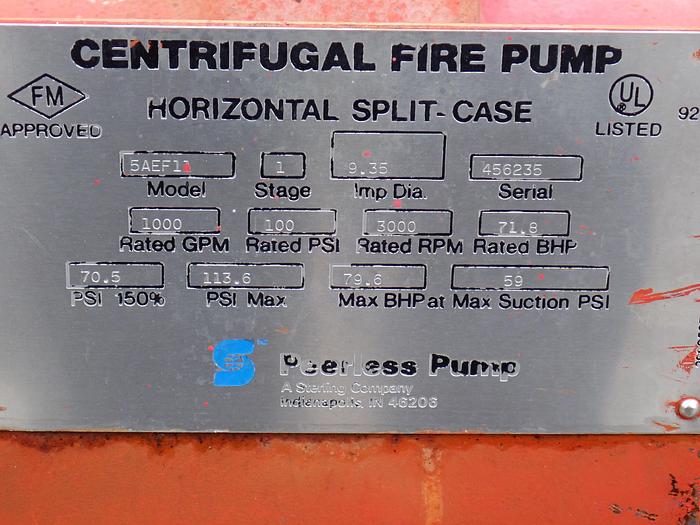 CENTRIFUGAL FIRE PUMP
FM
APPROVED
HORIZONTAL SPLIT-CASE
UL
LISTED
92
5AEF11 1 9.35 456235
Model Stage Imp Dia. Serial
1000 100 3000 71.8
Rated GPM Rated PSI Rated RPM Rated BHP
70.5 113.6 79.6 59
PSI 150% PSI Max Max BHP at Max Suction PSI
Peerless Pump
A Sterling Company
Indianapolis, IN 46206